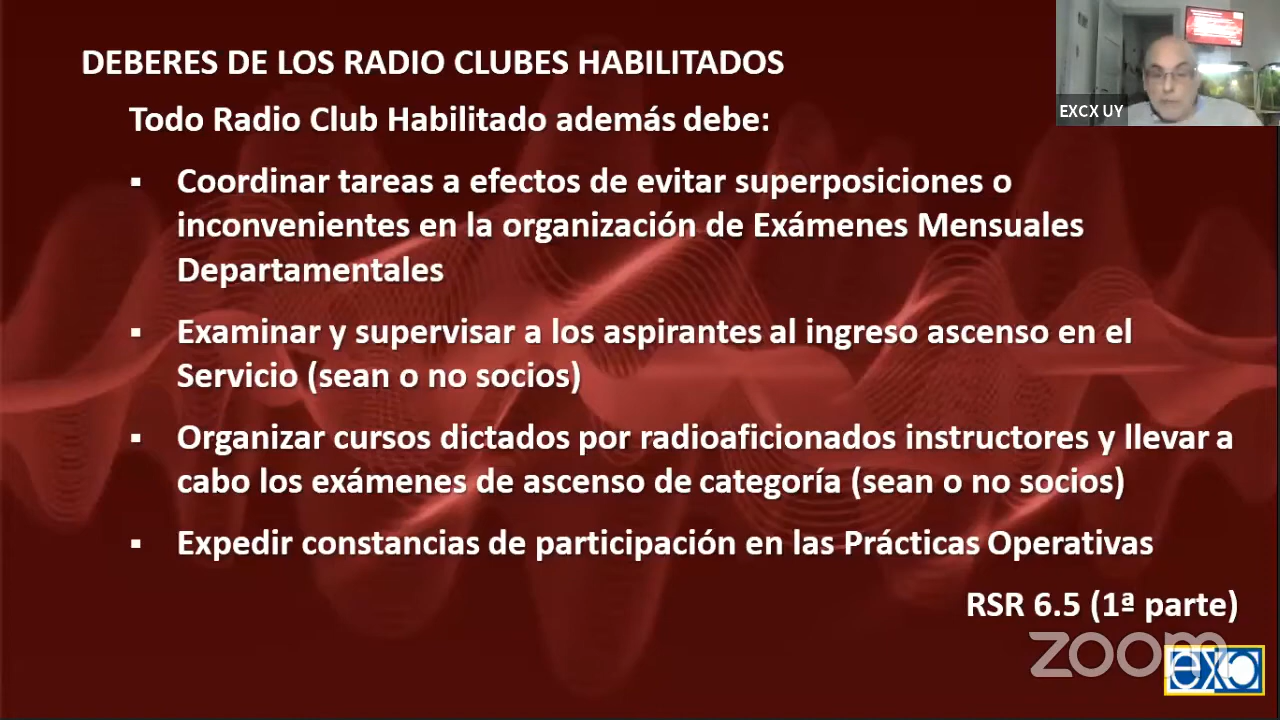 DEBERES DE LOS RADIO CLUBES HABILITADOS
EXCX UY
Todo Radio Club Habilitado además debe:
▪ Coordinar tareas a efectos de evitar superposiciones o
inconvenientes en la organización de Exámenes Mensuales
Departamentales
▪ Examinar y supervisar a los aspirantes al ingreso ascenso en el
Servicio (sean o no socios)
▪ Organizar cursos dictados por radioaficionados instructores y llevar a
cabo los exámenes de ascenso de categoría (sean o no socios)
▪ Expedir constancias de participación en las Prácticas Operativas
RSR 6.5 (1ª parte)
zoom
exo